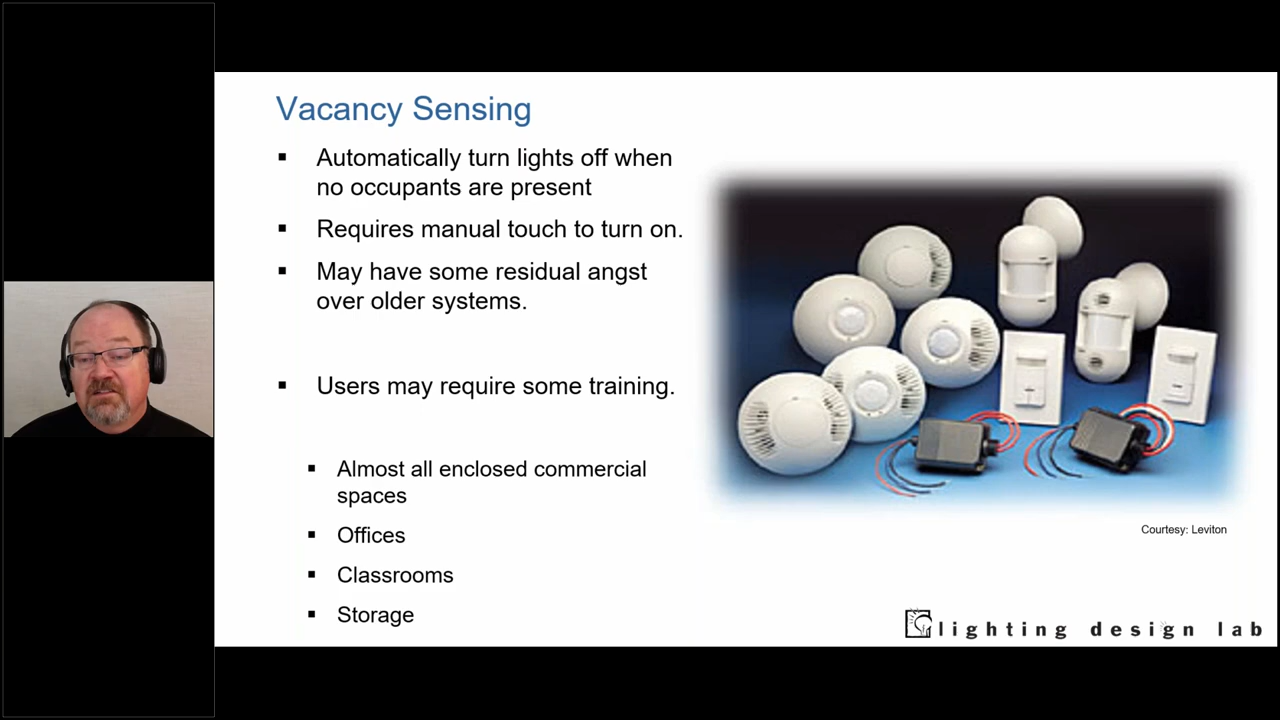 Vacancy Sensing
▪ Automatically turn lights off when
no occupants are present
▪ Requires manual touch to turn on.
▪ May have some residual angst
over older systems.
▪ Users may require some training.
▪ Almost all enclosed commercial
spaces
▪ Offices
▪ Classrooms
▪ Storage
Courtesy: Leviton
lighting design lab